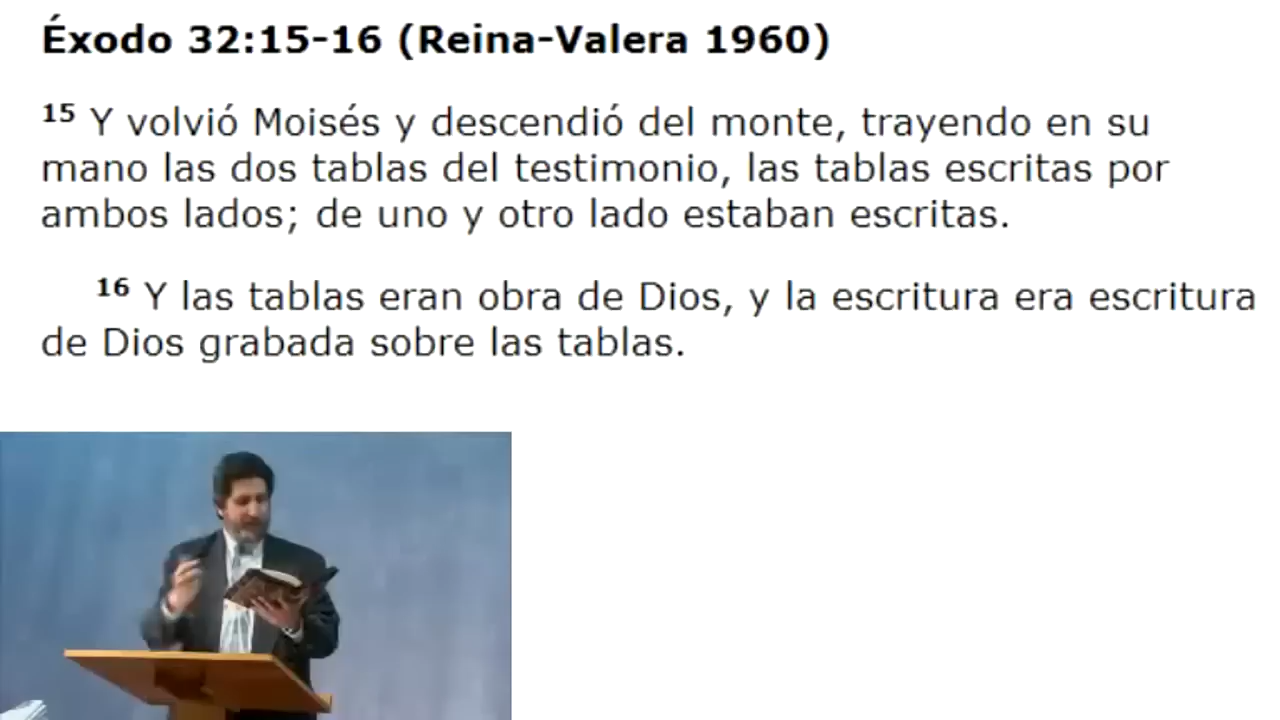 Éxodo 32:15-16 (Reina-Valera 1960)
15 Y volvió Moisés y descendió del monte, trayendo en su
mano las dos tablas del testimonio, las tablas escritas por
ambos lados; de uno y otro lado estaban escritas.
16 Y las tablas eran obra de Dios, y la escritura era escritura
de Dios grabada sobre las tablas.